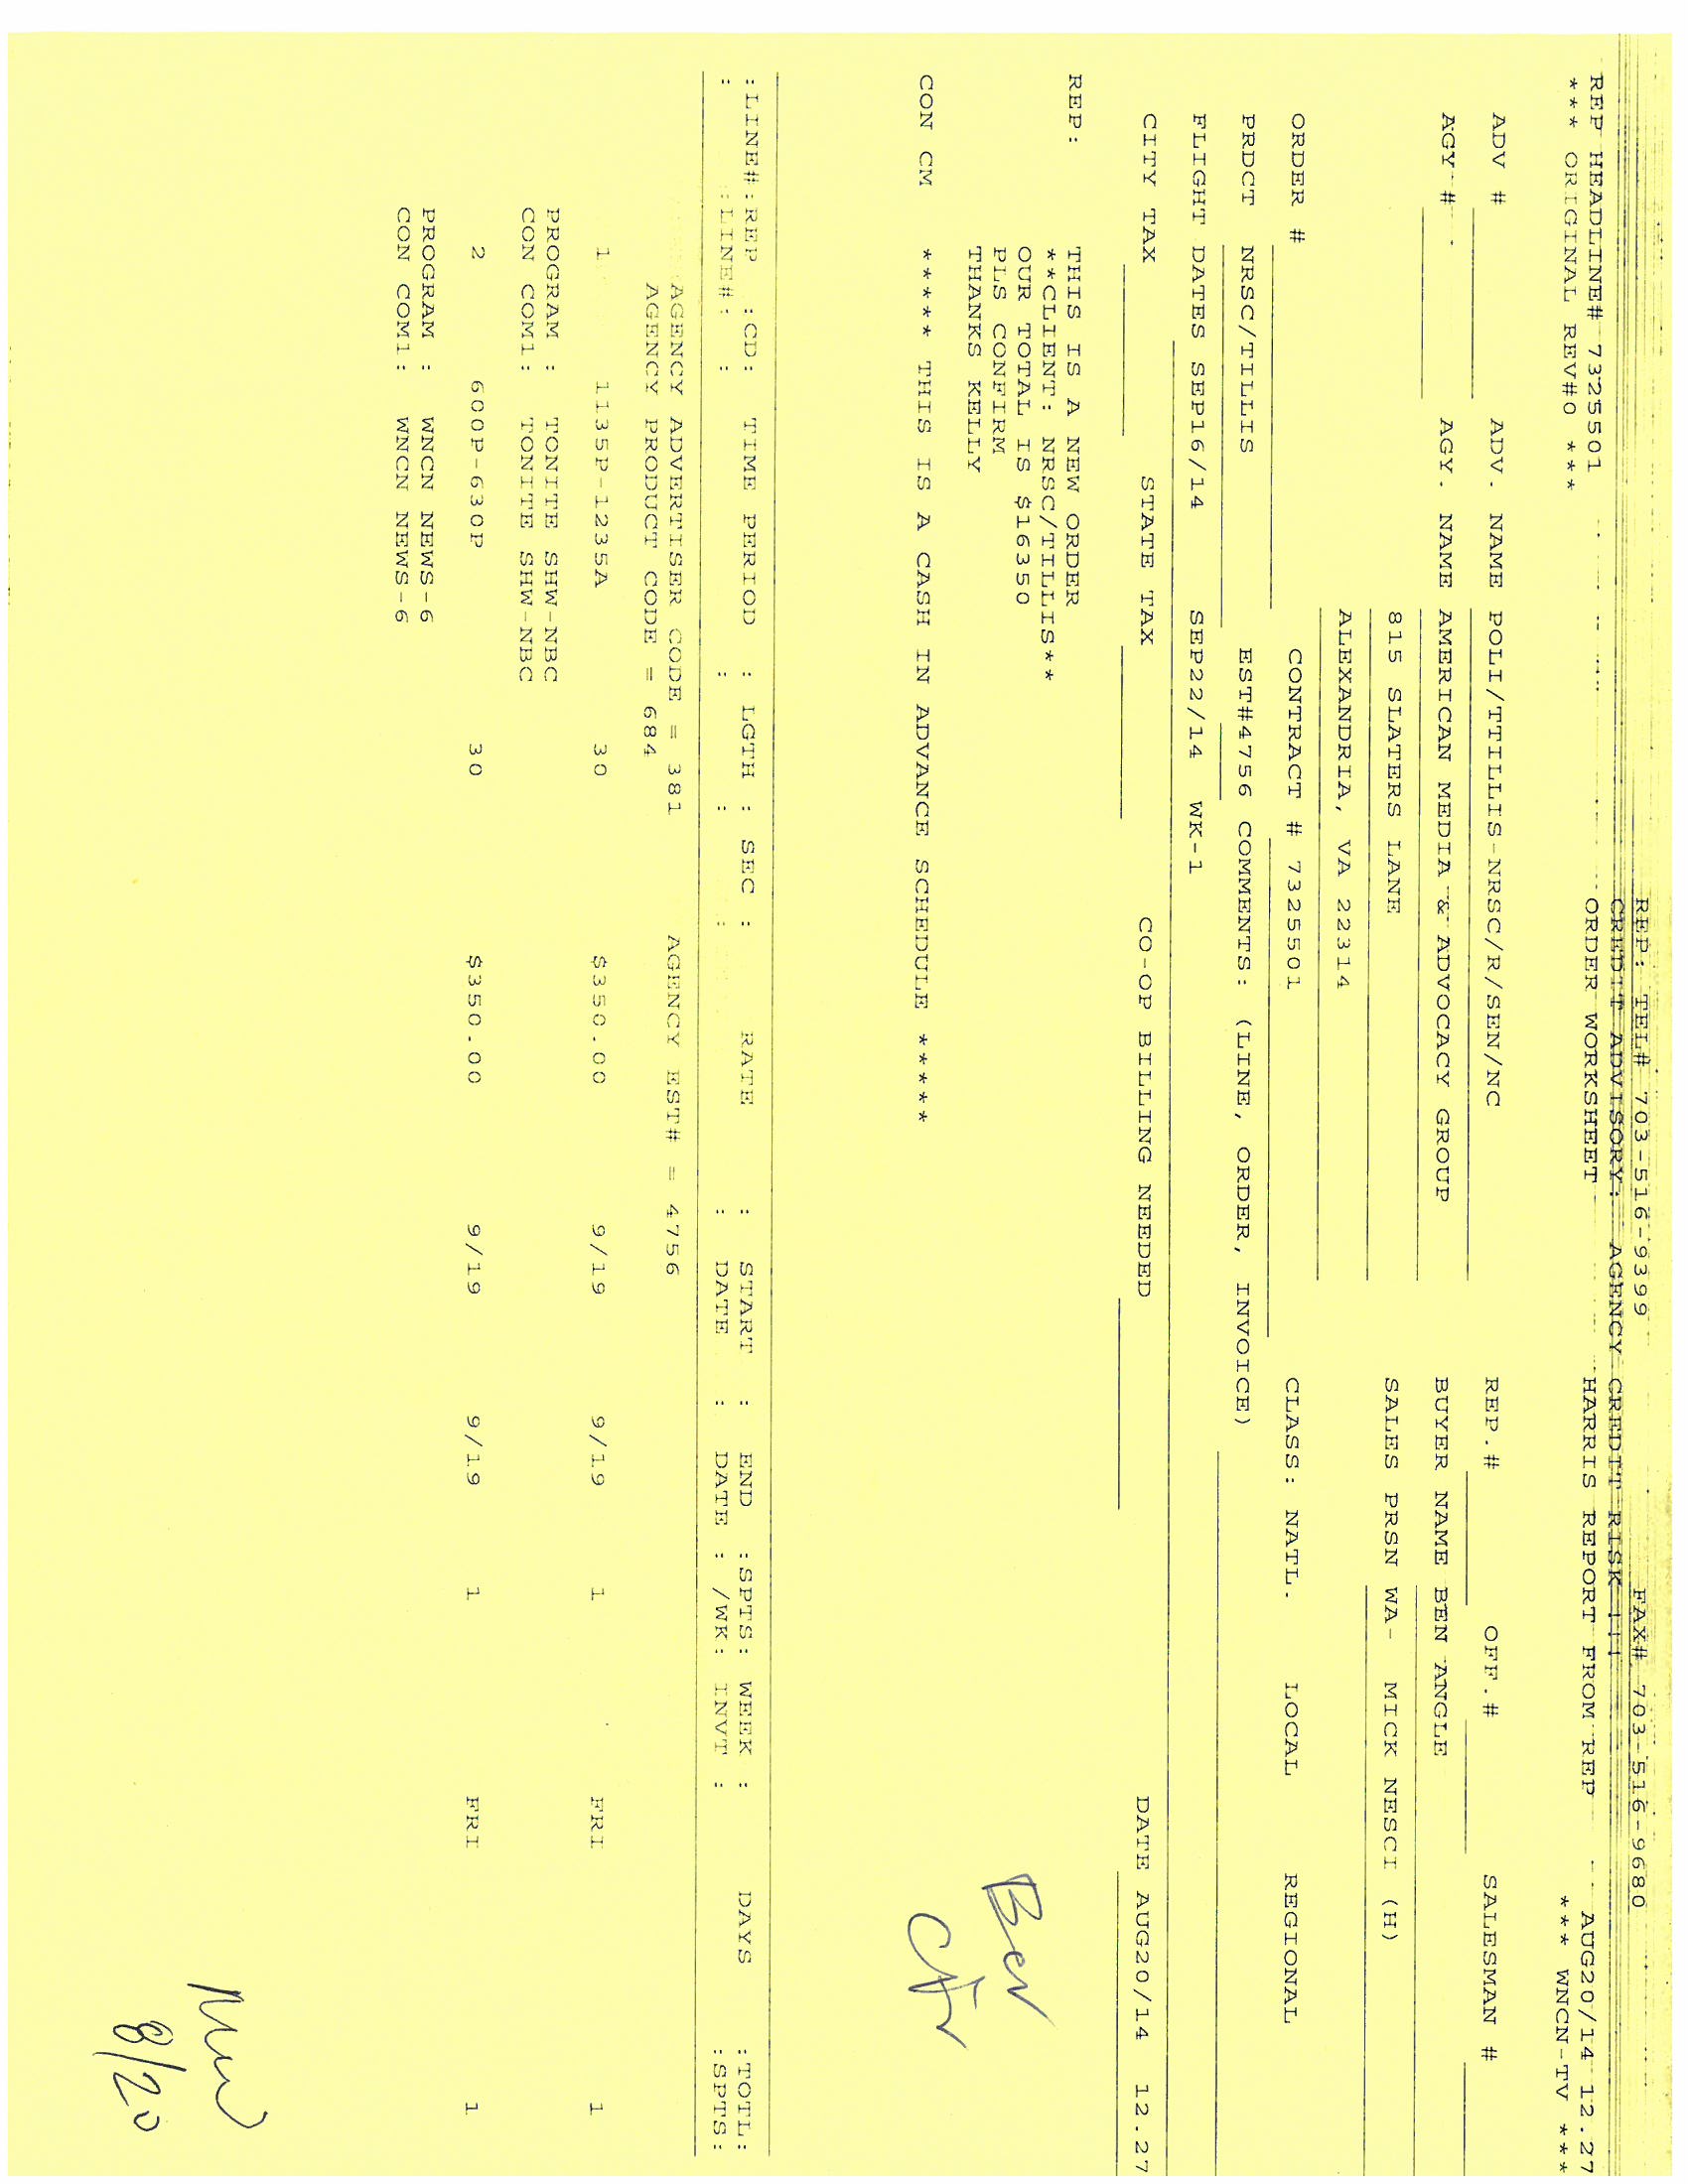 REP: TEL# 703-516-9399 FAX# 703-516-9680
CREDIT ADVISORY: AGENCY CREDIT RISK !!!
REP HEADLINE# 7325501 ORDER WORKSHEET HARRIS REPORT FROM REP AUG20/14 12.27
*** ORIGINAL REV#0 *** *** WNCN-TV ***
ADV # ADV. NAME POLI/TTILLIS-NRSC/R/SEN/NC REP.# OFF.# SALESMAN #
AGY # AGY. NAME AMERICAN MEDIA & ADVOCACY GROUP BUYER NAME BEN ANGLE
815 SLATERS LANE SALES PRSN WA- MICK NESCI (H)
ALEXANDRIA, VA 22314
ORDER # CONTRACT # 7325501 CLASS: NATL. LOCAL REGIONAL
PRDCT NRSC/TILLIS EST#4756 COMMENTS: (LINE, ORDER, INVOICE)
FLIGHT DATES SEP16/14 SEP22/14 WK-1
CITY TAX STATE TAX CO-OP BILLING NEEDED DATE AUG20/14 12.27
REP: THIS IS A NEW ORDER
**CLIENT: NRSC/TILLIS**
OUR TOTAL IS $16350
PLS CONFIRM
THANKS KELLY
Ben
CON CM ***** THIS IS A CASH IN ADVANCE SCHEDULE *****
:LINE#:REP :CD: TIME PERIOD : LGTH : SEC : RATE : START : END :SPTS: WEEK : DAYS :TOTL:
: :LINE#: : : : : : DATE : DATE : /WK: INVT : :SPTS:
AGENCY ADVERTISER CODE = 381 AGENCY EST# = 4756
AGENCY PRODUCT CODE = 684
1 1135P-1235A 30 $350.00 9/19 9/19 1 FRI 1
PROGRAM : TONITE SHW-NBC
CON COM1: TONITE SHW-NBC
2 600P-630P 30 $350.00 9/19 9/19 1 FRI 1
PROGRAM : WNCN NEWS-6
CON COM1: WNCN NEWS-6
8/20